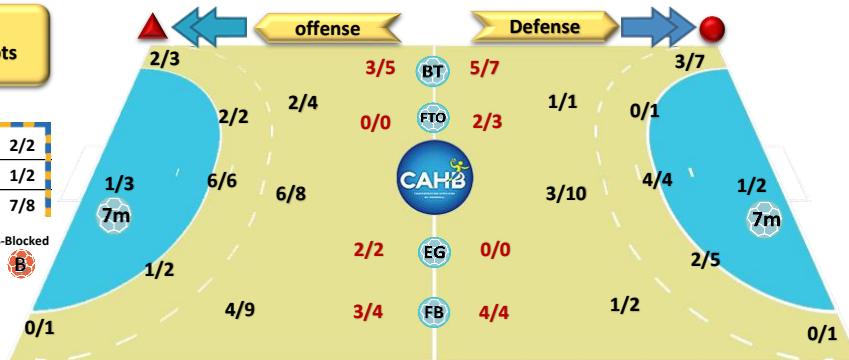 ots
offense
Defense
2/3
3/5
BT
5/7
3/7
2/4
1/1
2/2
0/0
FTO
2/3
0/1
2/2
1/2
7/8
1/3
7m
6/6
6/8
CAHB
3/10
4/4
1/2
7m
-Blocked
B
1/2
2/2
EG
0/0
2/5
4/9
3/4
FB
4/4
1/2
0/1
0/1